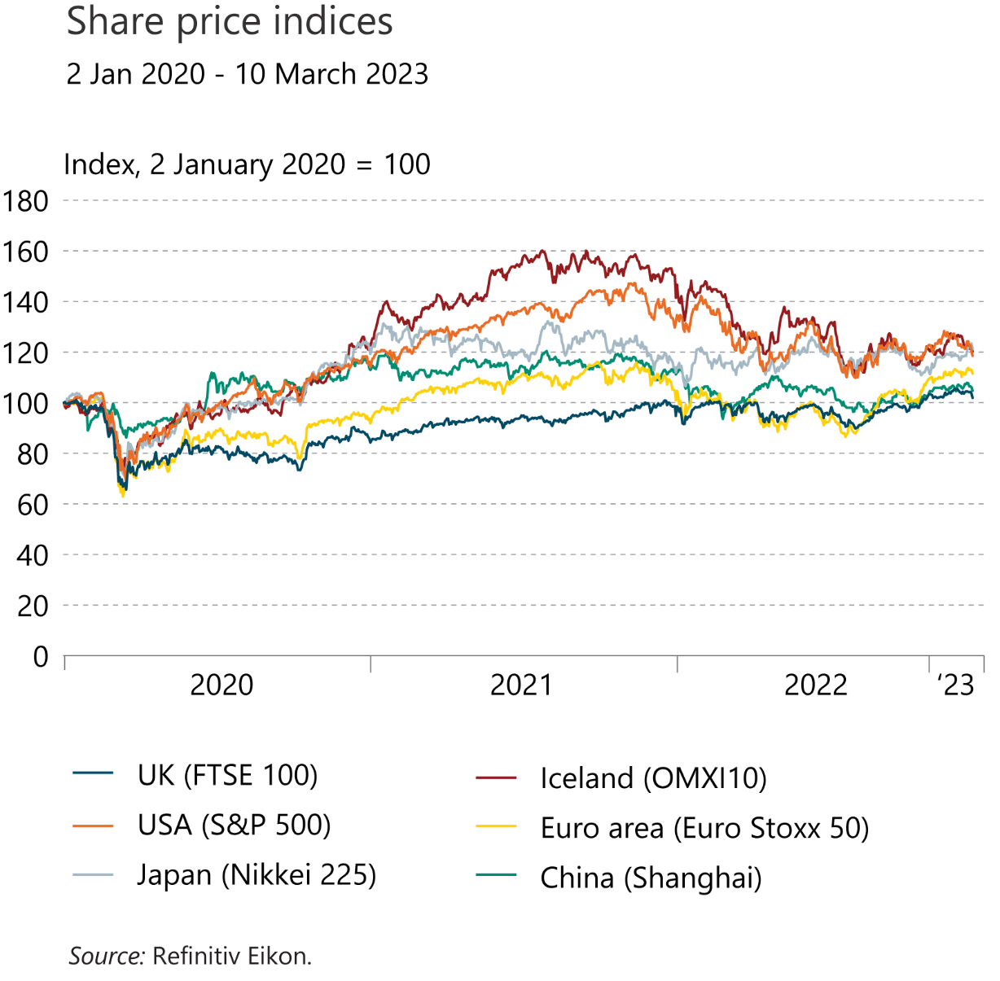 Share price indices
2 Jan 2020 - 10 March 2023
Index, 2 January 2020 = 100
180
160
140
120
100
80
60
40
20
0
2020 2021 2022 ‘23
UK (FTSE 100) Iceland (OMXI10)
USA (S&P 500) Euro area (Euro Stoxx 50)
Japan (Nikkei 225) China (Shanghai)
Source: Refinitiv Eikon.